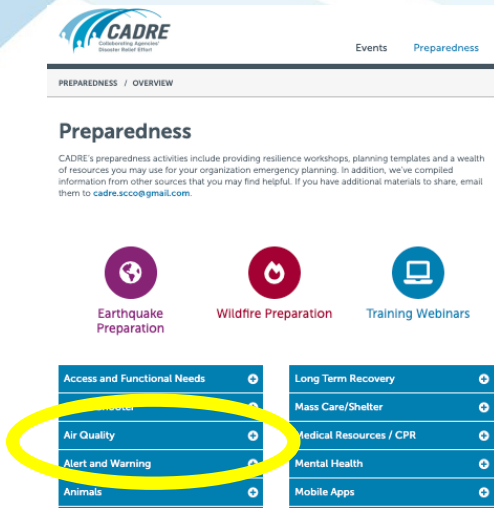 CADRE
Collaborating Agencies'
Disaster Relief Effort
Events Preparedness
PREPAREDNESS / OVERVIEW
Preparedness
CADRE's preparedness activities include providing resilience workshops, planning templates and a wealth
of resources you may use for your organization emergency planning. In addition, we've compiled
information from other sources that you may find helpful. If you have additional materials to share, email
them to cadre.scco@gmail.com.
Earthquake
Preparation
Wildfire Preparation
Training Webinars
Access and Functional Needs
Air Quality
Alert and Warning
Animals
Long Term Recovery
Mass Care/Shelter
Medical Resources / CPR
Mental Health
Mobile Apps